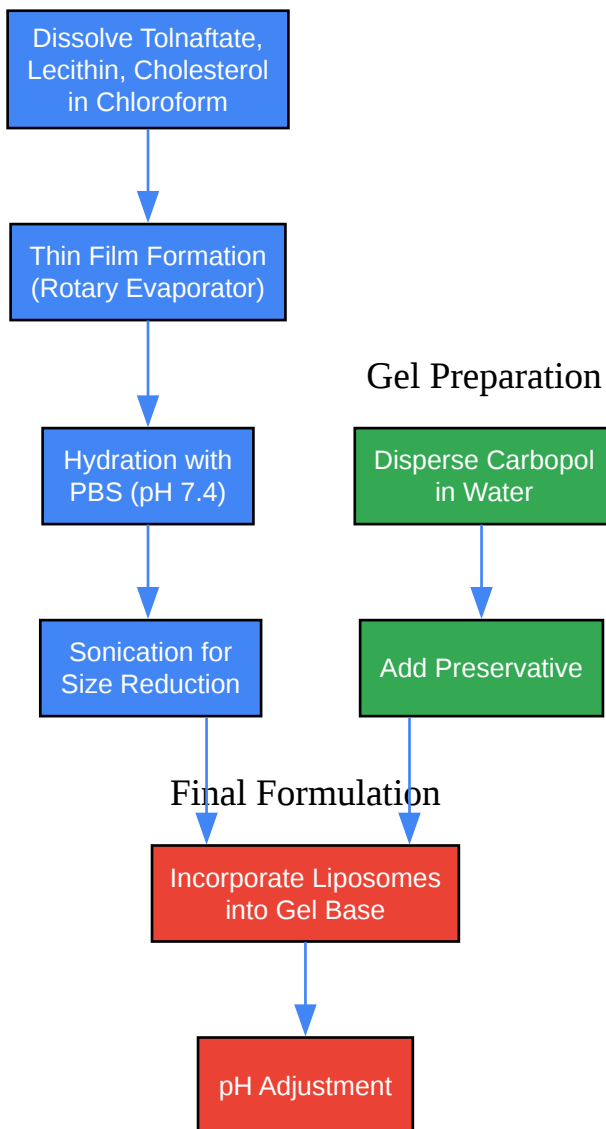 Dissolve Tolnaftate,
Lecithin, Cholesterol
in Chloroform
Thin Film Formation
(Rotary Evaporator)
Hydration with
PBS (pH 7.4)
Sonication for
Size Reduction
Gel Preparation
Disperse Carbopol
in Water
Add Preservative
Final Formulation
Incorporate Liposomes
into Gel Base
pH Adjustment